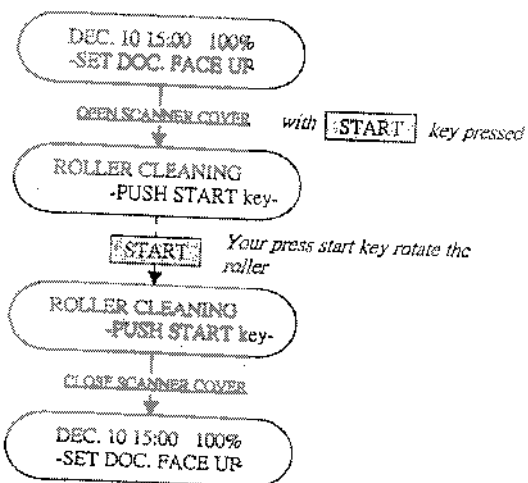 DEC. 10 15:00 100%
-SET DOC. FACE UP
OPEN SCANNER COVER
with START key pressed
ROLLER CLEANING
-PUSH START key-
START
Your press start key rotate the
roller
ROLLER CLEANING
-PUSH START key-
CLOSE SCANNER COVER
DEC. 10 15:00 100%
-SET DOC. FACE UP